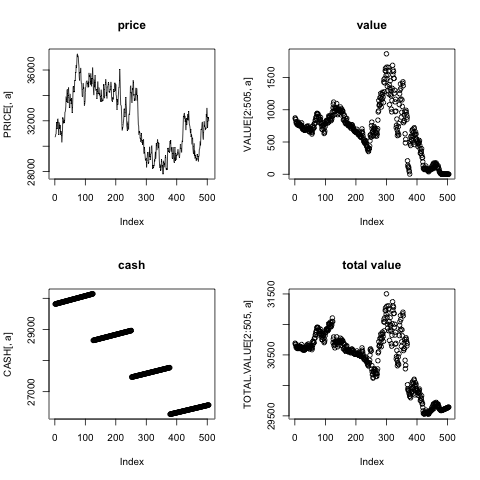 price
PRICE[, a]
28000 32000 36000
0 100 200 300 400 500
Index
value
VALUE[2:505, a]
0 500 1000 1500
0 100 200 300 400 500
Index
cash
CASH[, a]
27000 29000
0 100 200 300 400 500
Index
total value
TOTAL.VALUE[2:505, a]
29500 30500 31500
0 100 200 300 400 500
Index